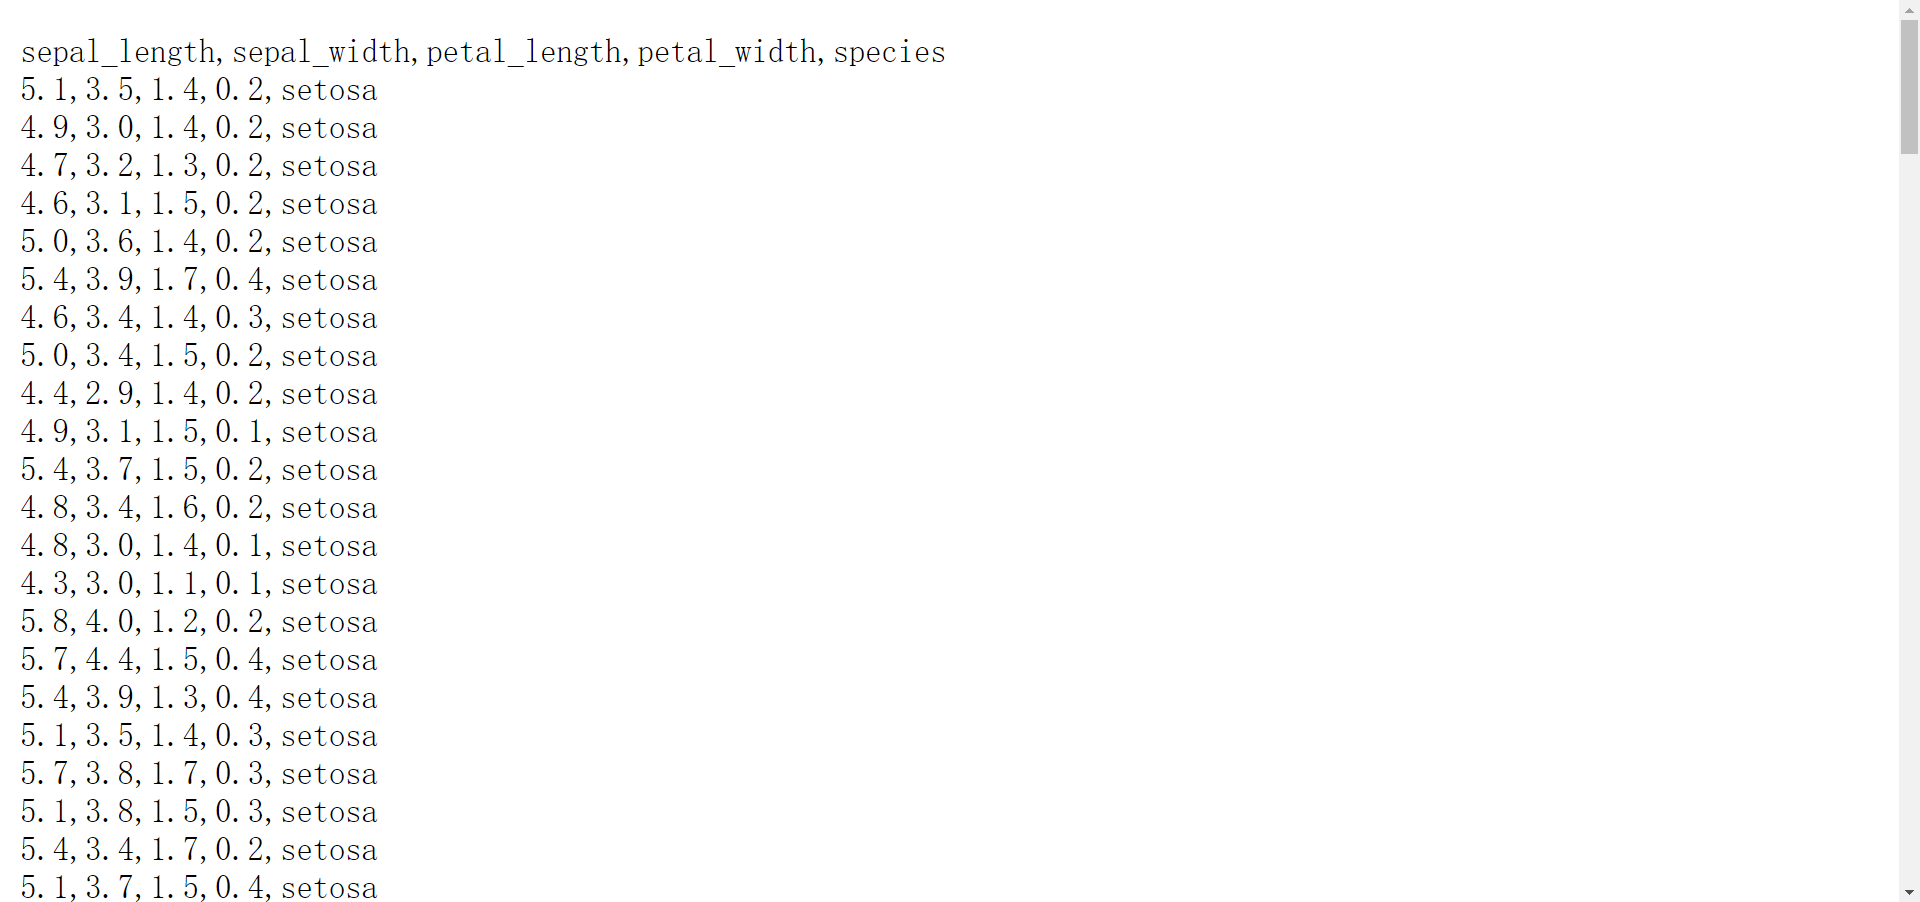 sepal_length,sepal_width,petal_length,petal_width,species
5.1,3.5,1.4,0.2,setosa
4.9,3.0,1.4,0.2,setosa
4.7,3.2,1.3,0.2,setosa
4.6,3.1,1.5,0.2,setosa
5.0,3.6,1.4,0.2,setosa
5.4,3.9,1.7,0.4,setosa
4.6,3.4,1.4,0.3,setosa
5.0,3.4,1.5,0.2,setosa
4.4,2.9,1.4,0.2,setosa
4.9,3.1,1.5,0.1,setosa
5.4,3.7,1.5,0.2,setosa
4.8,3.4,1.6,0.2,setosa
4.8,3.0,1.4,0.1,setosa
4.3,3.0,1.1,0.1,setosa
5.8,4.0,1.2,0.2,setosa
5.7,4.4,1.5,0.4,setosa
5.4,3.9,1.3,0.4,setosa
5.1,3.5,1.4,0.3,setosa
5.7,3.8,1.7,0.3,setosa
5.1,3.8,1.5,0.3,setosa
5.4,3.4,1.7,0.2,setosa
5.1,3.7,1.5,0.4,setosa